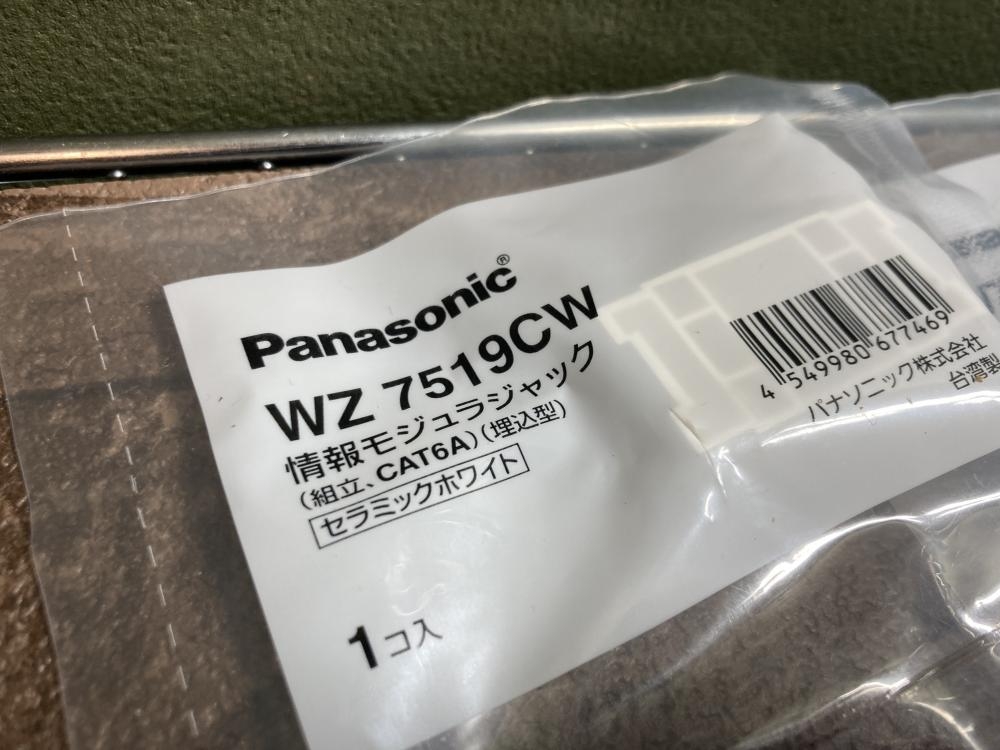 Panasonic®
WZ 7519CW
情報モジュラジャック
(組立、CAT6A)(埋込型)
セラミックホワイト
1コ入
4 549980 677469
パナソニック株式会社
台湾製